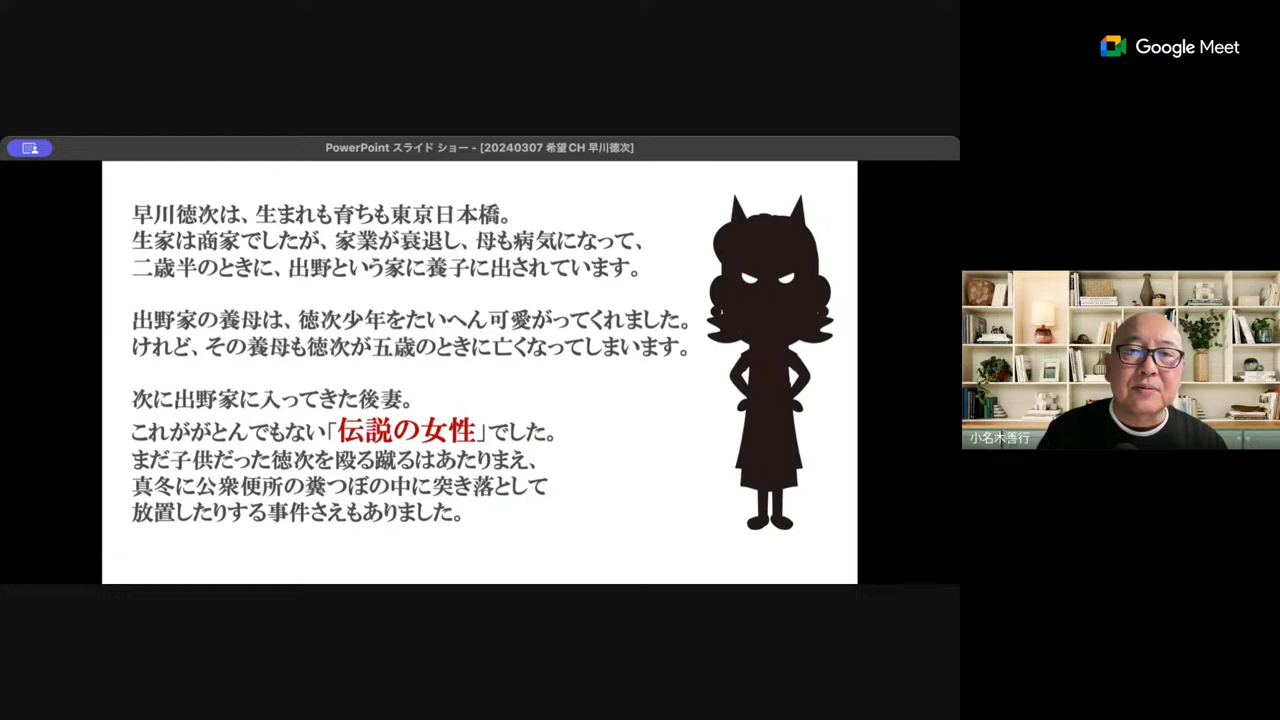 Google Meet
PowerPoint スライド ショー - [20240307 希望CH 早川徳次]
早川徳次は、生まれも育ちも東京日本橋。
生家は商家でしたが、家業が衰退し、母も病気になって、
二歳半のときに、出野という家に養子に出されています。
出野家の養母は、徳次少年をたいへん可愛がってくれました。
けれど、その養母も徳次が五歳のときに亡くなってしまいます。
次に出野家に入ってきた後妻。
これががとんでもない「伝説の女性」でした。
まだ子供だった徳次を殴る蹴るはあたりまえ、
真冬に公衆便所の糞つぼの中に突き落として
放置したりする事件さえもありました。
小名木善行